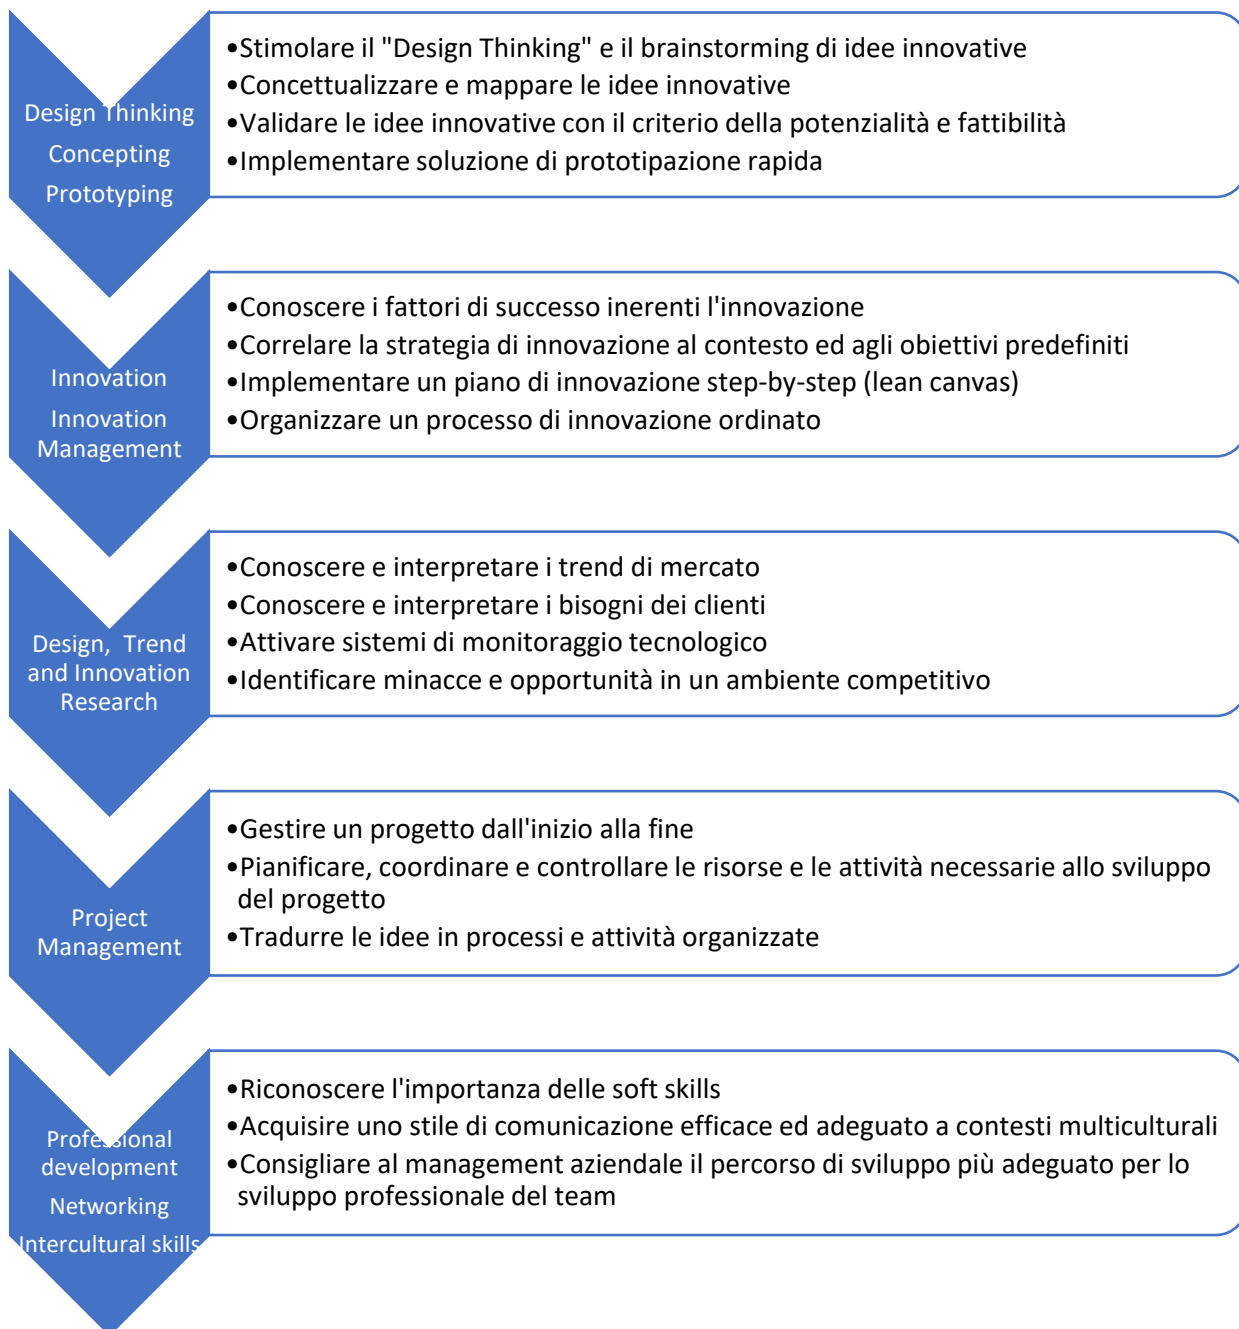 Design Thinking
Concepting
Prototyping
•Stimolare il "Design Thinking" e il brainstorming di idee innovative
•Concettualizzare e mappare le idee innovative
•Validare le idee innovative con il criterio della potenzialità e fattibilità
•Implementare soluzione di prototipazione rapida
Innovation
Innovation
Management
•Conoscere i fattori di successo inerenti l'innovazione
•Correlare la strategia di innovazione al contesto ed agli obiettivi predefiniti
•Implementare un piano di innovazione step-by-step (lean canvas)
•Organizzare un processo di innovazione ordinato
Design, Trend
and Innovation
Research
•Conoscere e interpretare i trend di mercato
•Conoscere e interpretare i bisogni dei clienti
•Attivare sistemi di monitoraggio tecnologico
•Identificare minacce e opportunità in un ambiente competitivo
Project
Management
•Gestire un progetto dall'inizio alla fine
•Pianificare, coordinare e controllare le risorse e le attività necessarie allo sviluppo
del progetto
•Tradurre le idee in processi e attività organizzate
Professional
development
Networking
Intercultural skills
•Riconoscere l'importanza delle soft skills
•Acquisire uno stile di comunicazione efficace ed adeguato a contesti multiculturali
•Consigliare al management aziendale il percorso di sviluppo più adeguato per lo
sviluppo professionale del team